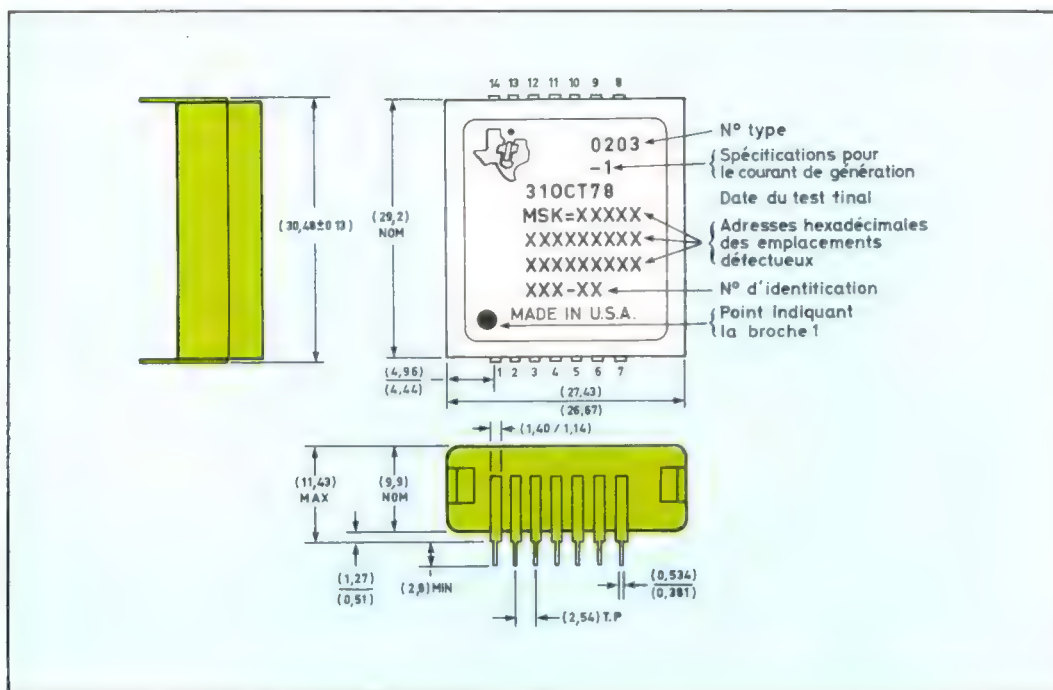 14 13 12 11 10 9 8
0203
-1
31OCT78
MSK=XXXXX
XXXXXXXXX
XXXXXXXXX
XXX-XX
MADE IN U.S.A.
N° type
Spécifications pour
le courant de génération
Date du test final
Adresses hexadécimales
des emplacements
défectueux
N° d'identification
Point indiquant
la broche 1
(30,48±0 13)
(29,2)
NOM
1 2 3 4 5 6 7
(4,96)
(4,44)
(27,43)
(26,67)
(1,40 / 1,14)
(11,43)
MAX
(9,9)
NOM
(1,27)
(0,51)
(2,8) MIN
(2,54) T.P
(0,534)
(0,381)